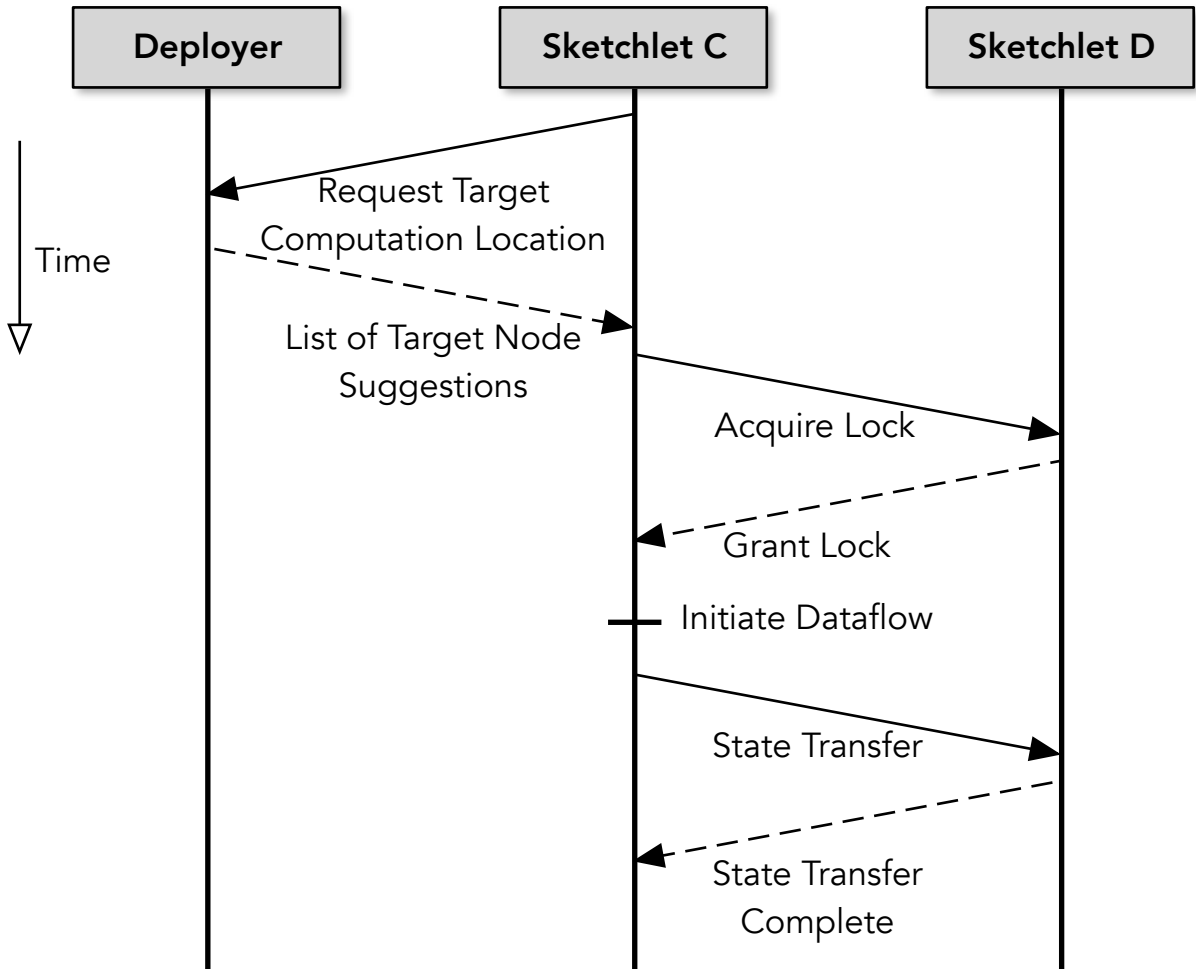 Deployer
Sketchlet C
Sketchlet D
Request Target
Computation Location
Time
List of Target Node
Suggestions
Acquire Lock
Grant Lock
Initiate Dataflow
State Transfer
State Transfer
Complete